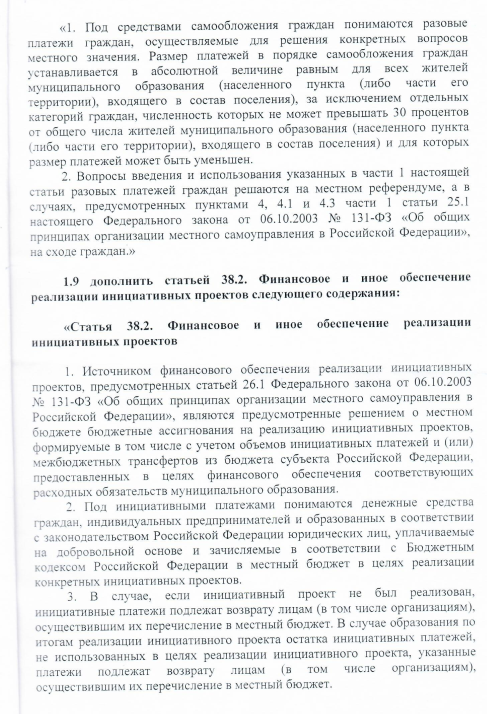 «1. Под средствами самообложения граждан понимаются разовые
платежи граждан, осуществляемые для решения конкретных вопросов
местного значения. Размер платежей в порядке самообложения граждан
устанавливается в абсолютной величине равным для всех жителей
муниципального образования (населенного пункта (либо части его
территории), входящего в состав поселения), за исключением отдельных
категорий граждан, численность которых не может превышать 30 процентов
от общего числа жителей муниципального образования (населенного пункта
(либо части его территории), входящего в состав поселения) и для которых
размер платежей может быть уменьшен.
2. Вопросы введения и использования указанных в части 1 настоящей
статьи разовых платежей граждан решаются на местном референдуме, а в
случаях, предусмотренных пунктами 4, 4.1 и 4.3 части 1 статьи 25.1
настоящего Федерального закона от 06.10.2003 № 131-ФЗ «Об общих
принципах организации местного самоуправления в Российской Федерации»,
на сходе граждан.»
1.9 дополнить статьей 38.2. Финансовое и иное обеспечение
реализации инициативных проектов следующего содержания:
«Статья 38.2. Финансовое и иное обеспечение реализации
инициативных проектов
1. Источником финансового обеспечения реализации инициативных
проектов, предусмотренных статьей 26.1 Федерального закона от 06.10.2003
№ 131-ФЗ «Об общих принципах организации местного самоуправления в
Российской Федерации», являются предусмотренные решением о местном
бюджете бюджетные ассигнования на реализацию инициативных проектов,
формируемые в том числе с учетом объемов инициативных платежей и (или)
межбюджетных трансфертов из бюджета субъекта Российской Федерации,
предоставленных в целях финансового обеспечения соответствующих
расходных обязательств муниципального образования.
2. Под инициативными платежами понимаются денежные средства
граждан, индивидуальных предпринимателей и образованных в соответствии
с законодательством Российской Федерации юридических лиц, уплачиваемые
на добровольной основе и зачисляемые в соответствии с Бюджетным
кодексом Российской Федерации в местный бюджет в целях реализации
конкретных инициативных проектов.
3. В случае, если инициативный проект не был реализован,
инициативные платежи подлежат возврату лицам (в том числе организациям),
осуществившим их перечисление в местный бюджет. В случае образования по
итогам реализации инициативного проекта остатка инициативных платежей,
не использованных в целях реализации инициативного проекта, указанные
платежи подлежат возврату лицам (в том числе организациям),
осуществившим их перечисление в местный бюджет.